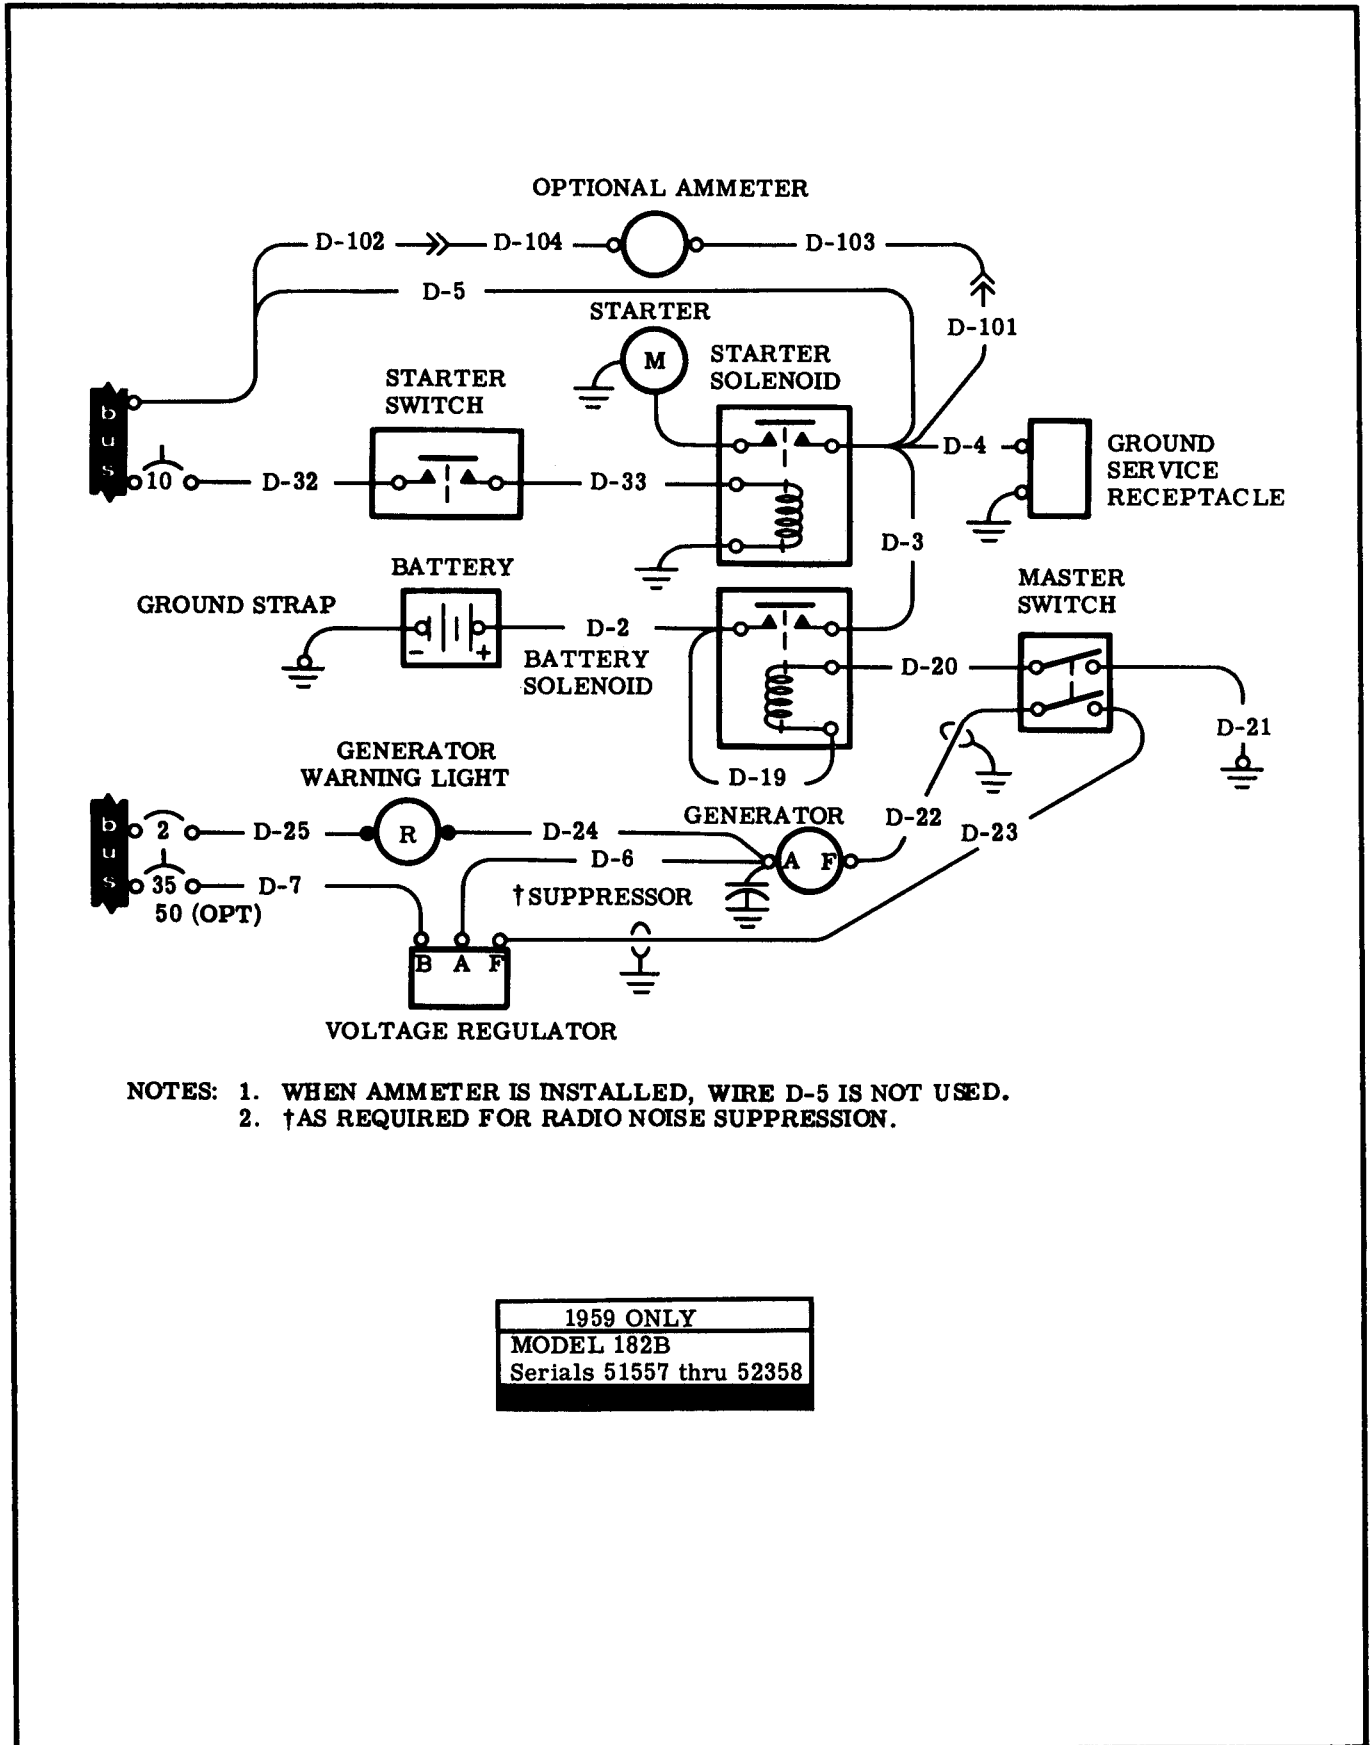 OPTIONAL AMMETER
D-102
D-104
D-103
D-5
STARTER
D-101
M
STARTER
SOLENOID
STARTER
SWITCH
bus
10
D-32
D-33
D-4
GROUND
SERVICE
RECEPTACLE
D-3
BATTERY
GROUND STRAP
- +
D-2
BATTERY
SOLENOID
MASTER
SWITCH
D-20
D-21
D-19
GENERATOR
WARNING LIGHT
bus
2
D-25
R
D-24
GENERATOR
A F
D-22
D-23
D-6
35
50 (OPT)
D-7
†SUPPRESSOR
B A F
VOLTAGE REGULATOR
NOTES: 1. WHEN AMMETER IS INSTALLED, WIRE D-5 IS NOT USED.
2. †AS REQUIRED FOR RADIO NOISE SUPPRESSION.
1959 ONLY
MODEL 182B
Serials 51557 thru 52358